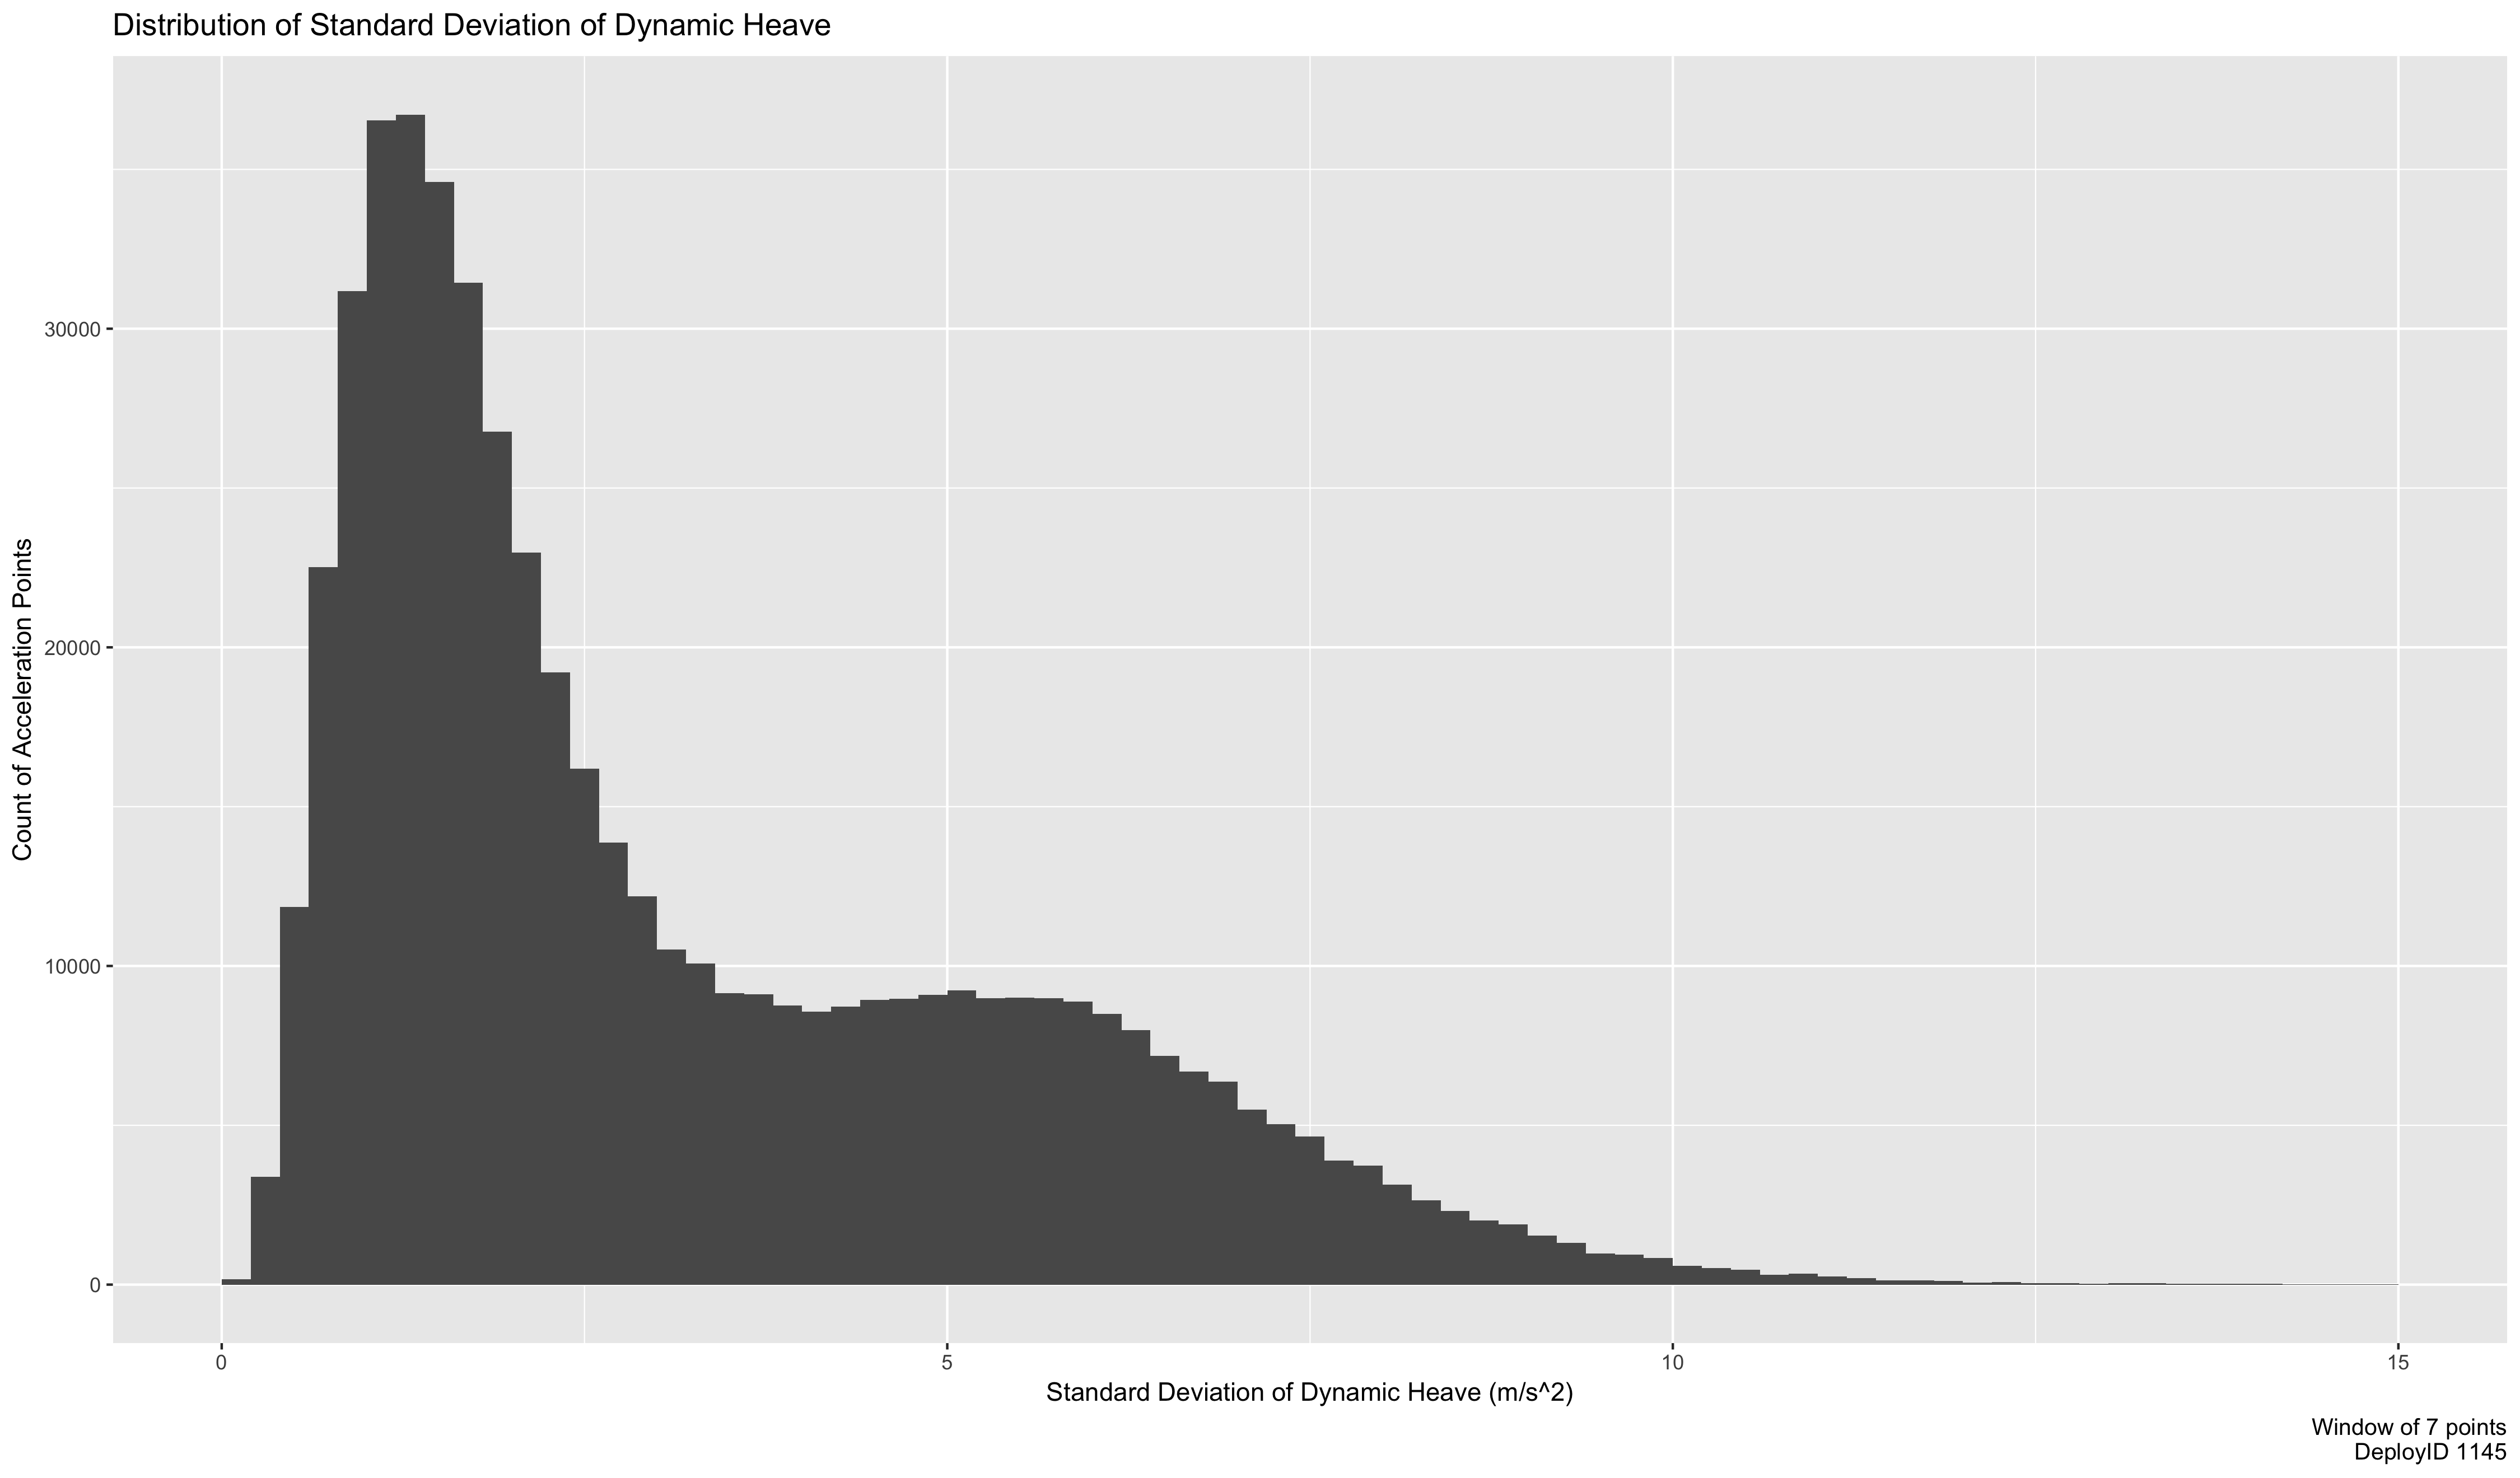 Distribution of Standard Deviation of Dynamic Heave
Count of Acceleration Points
30000
20000
10000
0
0
5
10
15
Standard Deviation of Dynamic Heave (m/s^2)
Window of 7 points
DeployID 1145